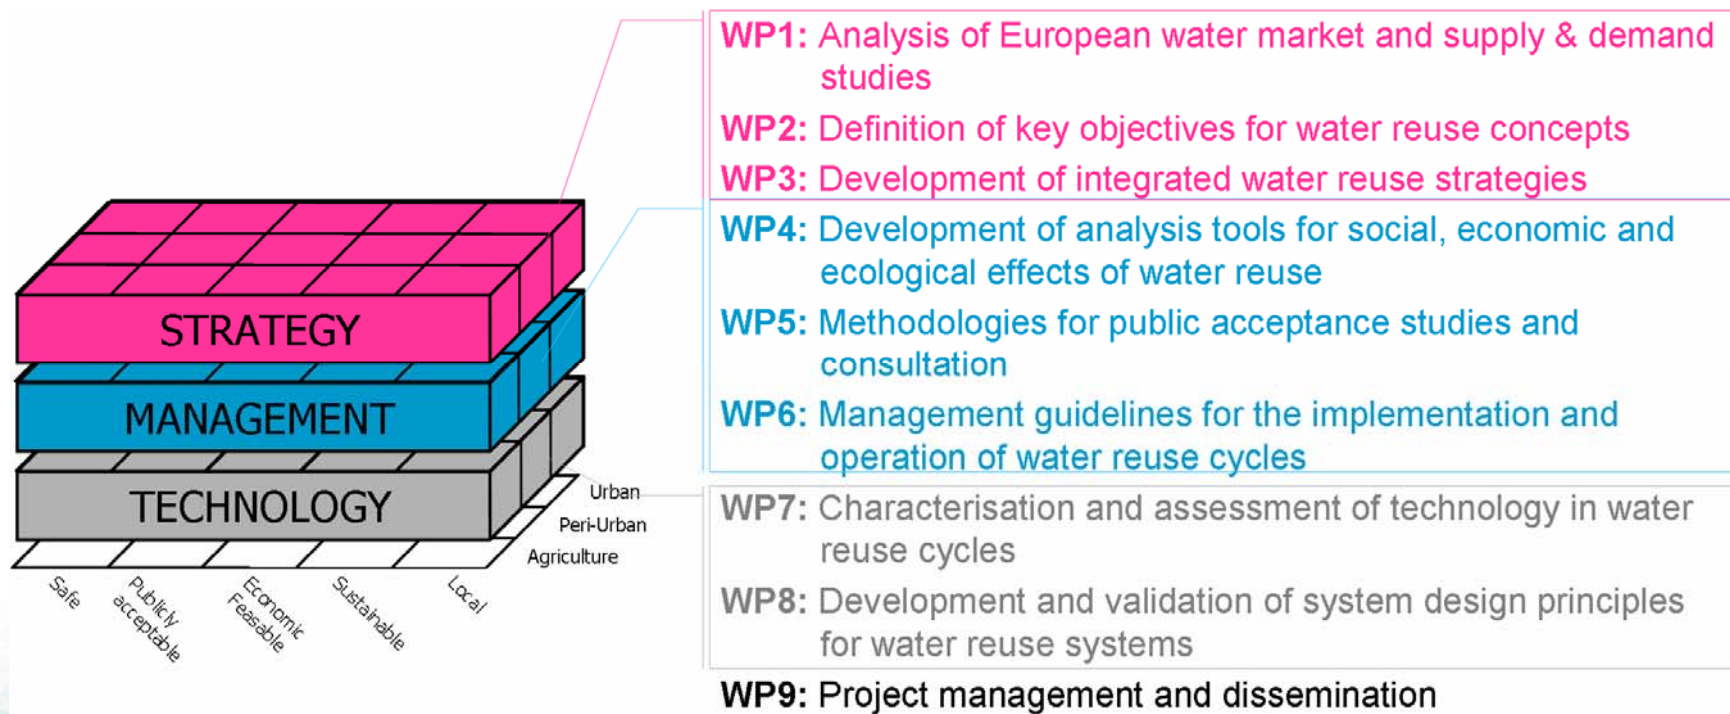 WP1: Analysis of European water market and supply & demand
studies
WP2: Definition of key objectives for water reuse concepts
WP3: Development of integrated water reuse strategies
WP4: Development of analysis tools for social, economic and
ecological effects of water reuse
WP5: Methodologies for public acceptance studies and
consultation
WP6: Management guidelines for the implementation and
operation of water reuse cycles
WP7: Characterisation and assessment of technology in water
reuse cycles
WP8: Development and validation of system design principles
for water reuse systems
WP9: Project management and dissemination
STRATEGY
MANAGEMENT
TECHNOLOGY
Urban
Peri-Urban
Agriculture
Safe
Publicly
acceptable
Economic
Feasable
Sustainable
Local